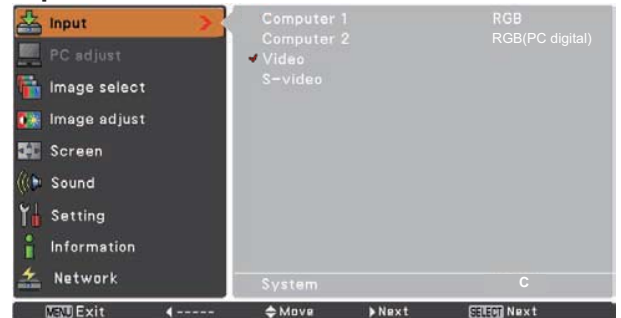 Input
PC adjust
Image select
Image adjust
Screen
Sound
Setting
Information
Network
Computer 1 RGB
Computer 2 RGB(PC digital)
Video
S-video
System C
MENU Exit ----- Move Next SELECT Next